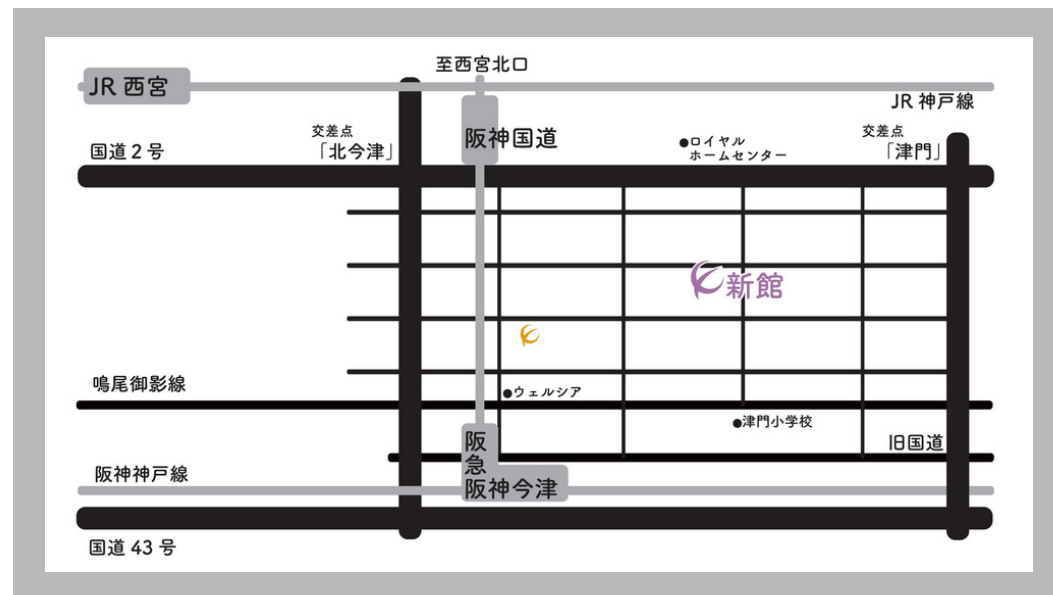 至西宮北口
JR 西宮
JR 神戸線
交差点
「北今津」
阪神国道
●ロイヤル
ホームセンター
交差点
「津門」
国道2号
新館
鳴尾御影線
●ウェルシア
●津門小学校
旧国道
阪急
阪神今津
阪神神戸線
国道 43 号